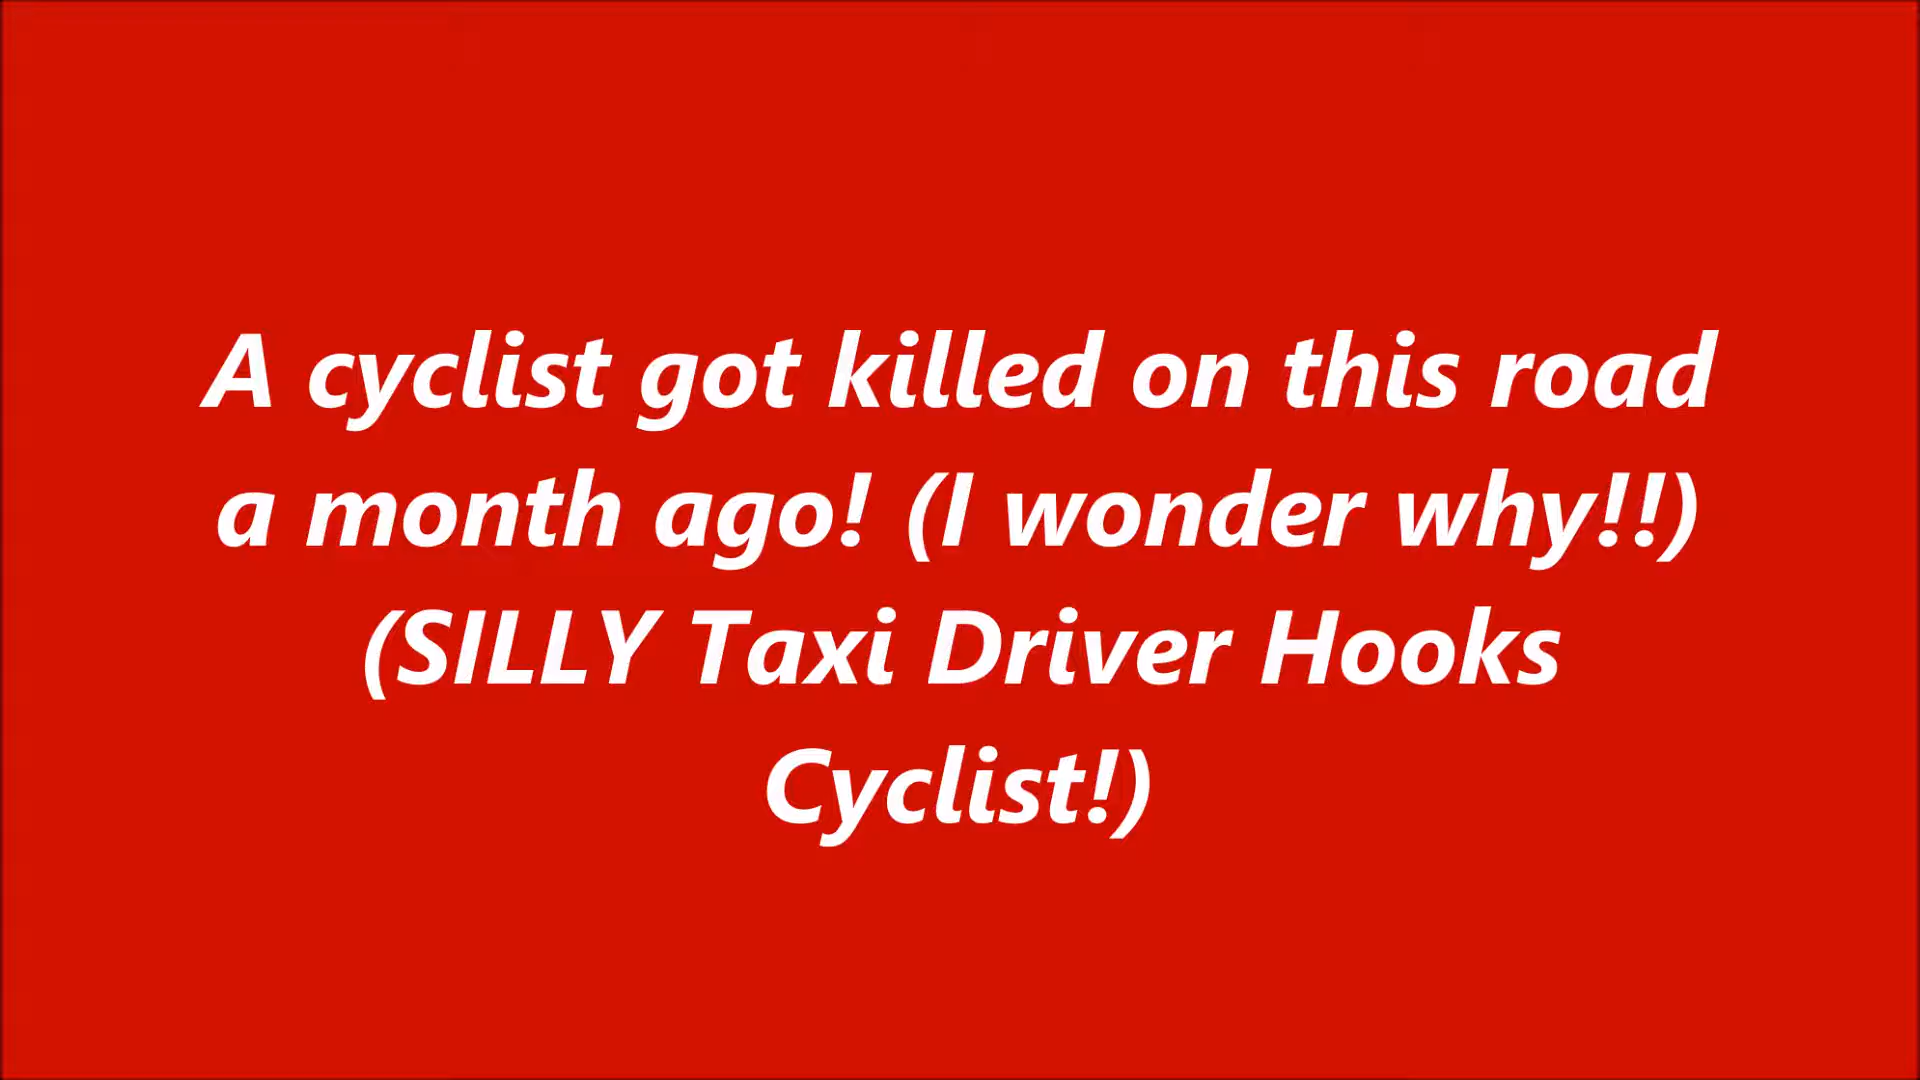 A cyclist got killed on this road
a month ago! (I wonder why!!)
(SILLY Taxi Driver Hooks
Cyclist!)